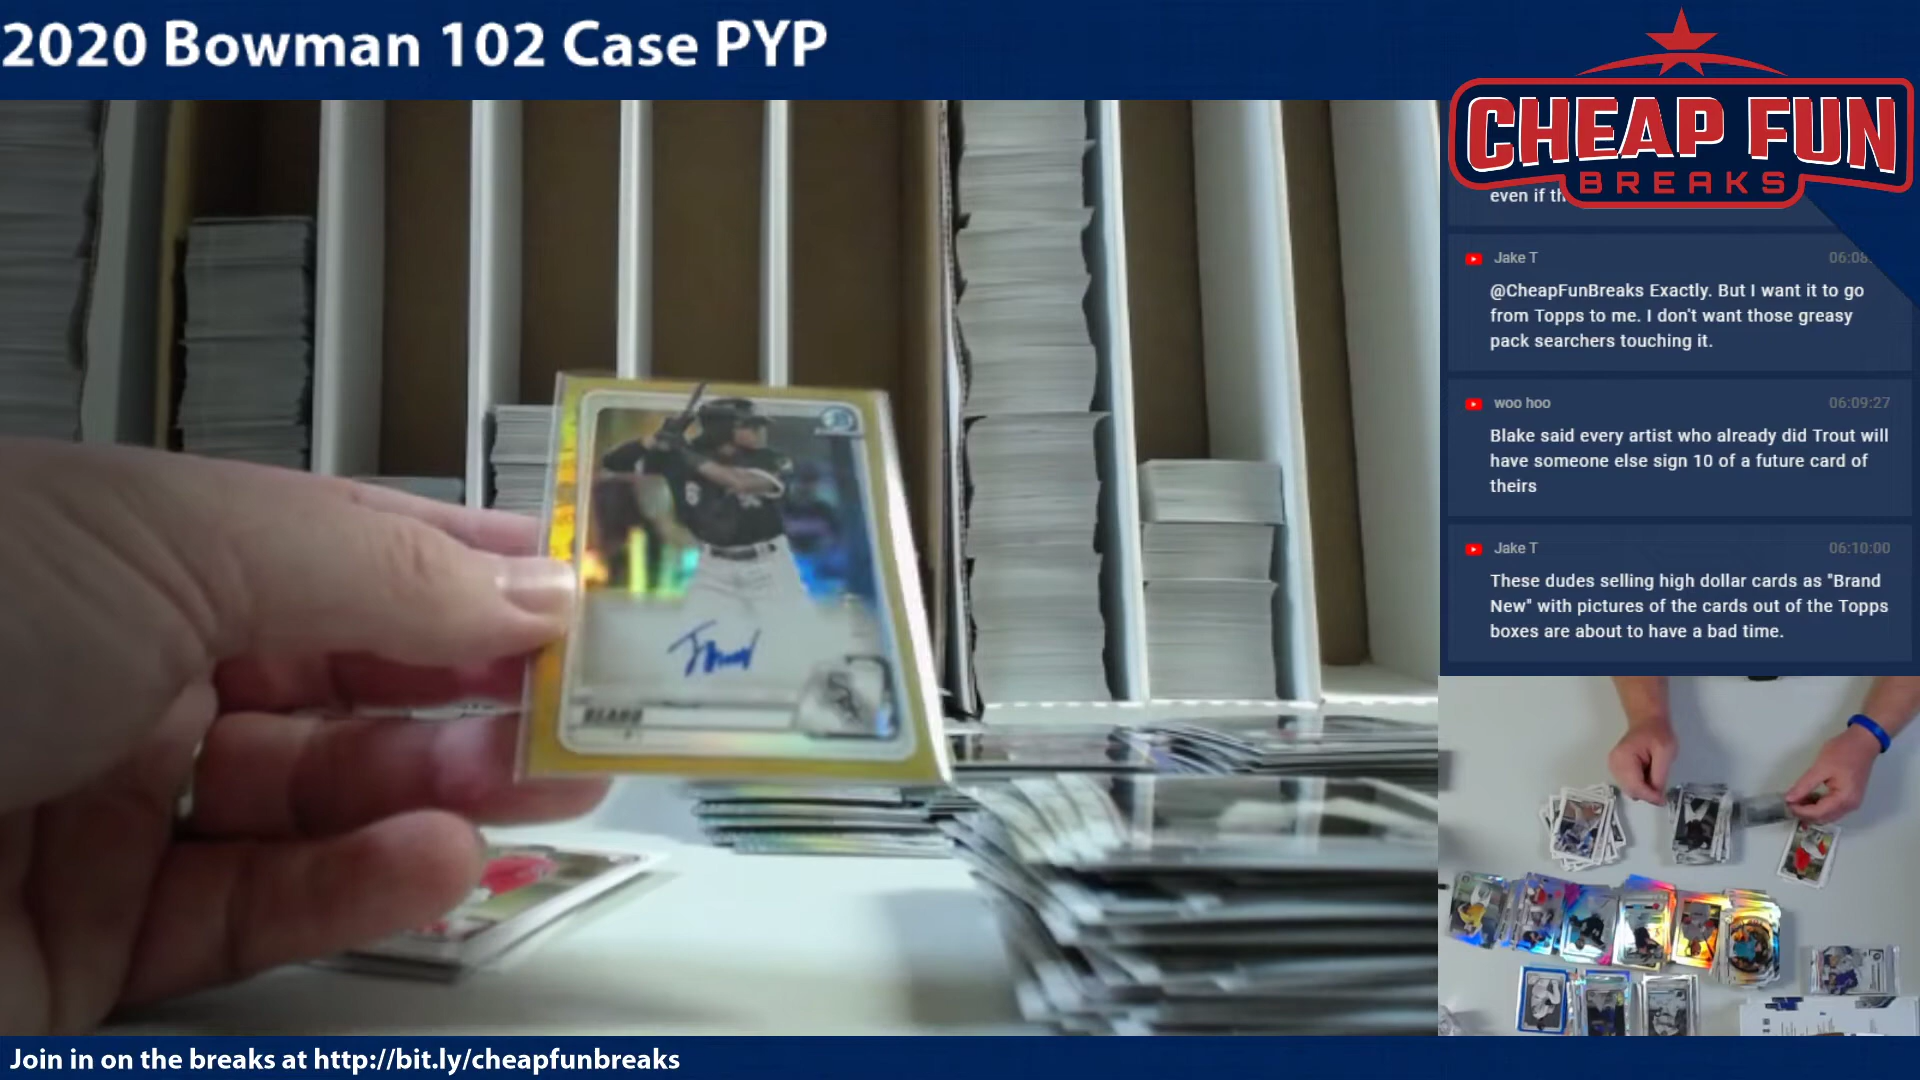 2020 Bowman 102 Case PYP
CHEAP FUN
BREAKS
even if th
Jake T 06:08:
@CheapFunBreaks Exactly. But I want it to go
from Topps to me. I don't want those greasy
pack searchers touching it.
woo hoo 06:09:27
Blake said every artist who already did Trout will
have someone else sign 10 of a future card of
theirs
Jake T 06:10:00
These dudes selling high dollar cards as "Brand
New" with pictures of the cards out of the Topps
boxes are about to have a bad time.
BEARD
Join in on the breaks at http://bit.ly/cheapfunbreaks